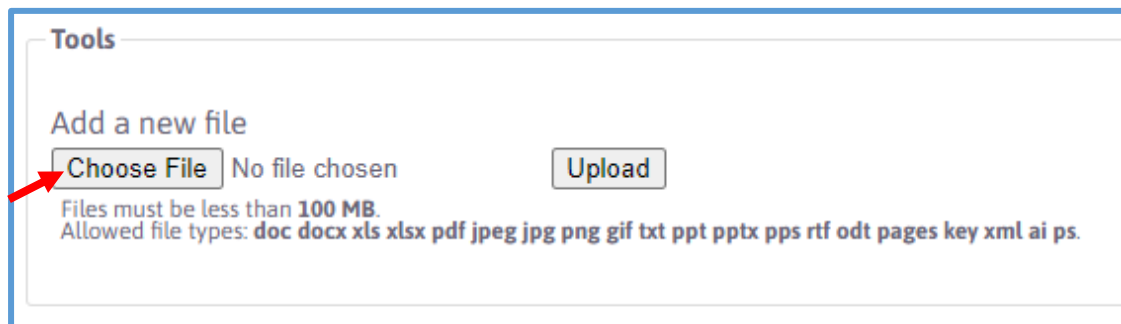 Tools
Add a new file
Choose File No file chosen Upload
Files must be less than 100 MB.
Allowed file types: doc docx xls xlsx pdf jpeg jpg png gif txt ppt pptx pps rtf odt pages key xml ai ps.